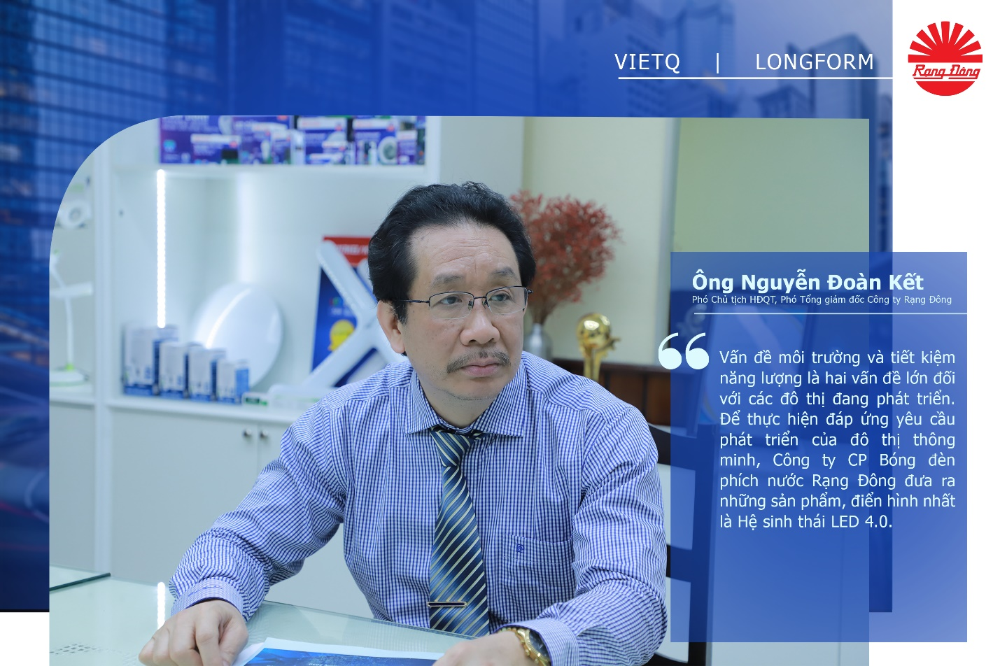 VIETQ | LONGFORM
Rạng Đông
Ông Nguyễn Đoàn Kết
Phó Chủ tịch HĐQT, Phó Tổng giám đốc Công ty Rạng Đông
“ Vấn đề môi trường và tiết kiệm
năng lượng là hai vấn đề lớn đối
với các đô thị đang phát triển.
Để thực hiện đáp ứng yêu cầu
phát triển của đô thị thông
minh, Công ty CP Bóng đèn
phích nước Rạng Đông đưa ra
những sản phẩm, điển hình nhất
là Hệ sinh thái LED 4.0.